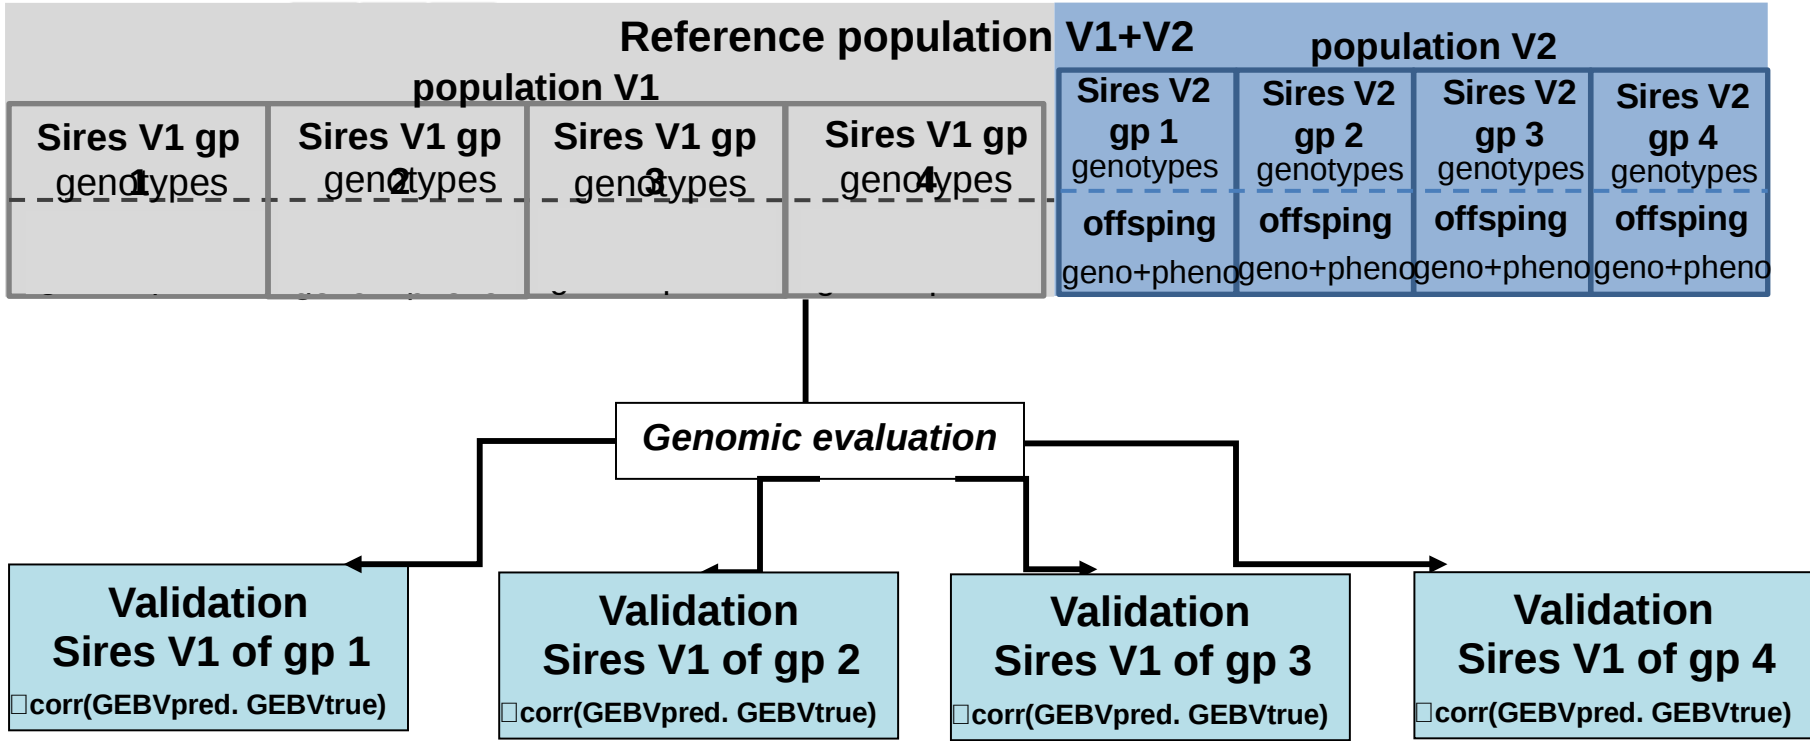 Reference population V1+V2
population V2
population V1
Sires V1 gp
1
genotypes
Sires V1 gp
2
genotypes
Sires V1 gp
3
genotypes
Sires V1 gp
4
genotypes
Sires V2
gp 1
genotypes
offsping
geno+pheno
Sires V2
gp 2
genotypes
offsping
geno+pheno
Sires V2
gp 3
genotypes
offsping
geno+pheno
Sires V2
gp 4
genotypes
offsping
geno+pheno
Genomic evaluation
Validation
Sires V1 of gp 1
corr(GEBVpred. GEBVtrue)
Validation
Sires V1 of gp 2
corr(GEBVpred. GEBVtrue)
Validation
Sires V1 of gp 3
corr(GEBVpred. GEBVtrue)
Validation
Sires V1 of gp 4
corr(GEBVpred. GEBVtrue)